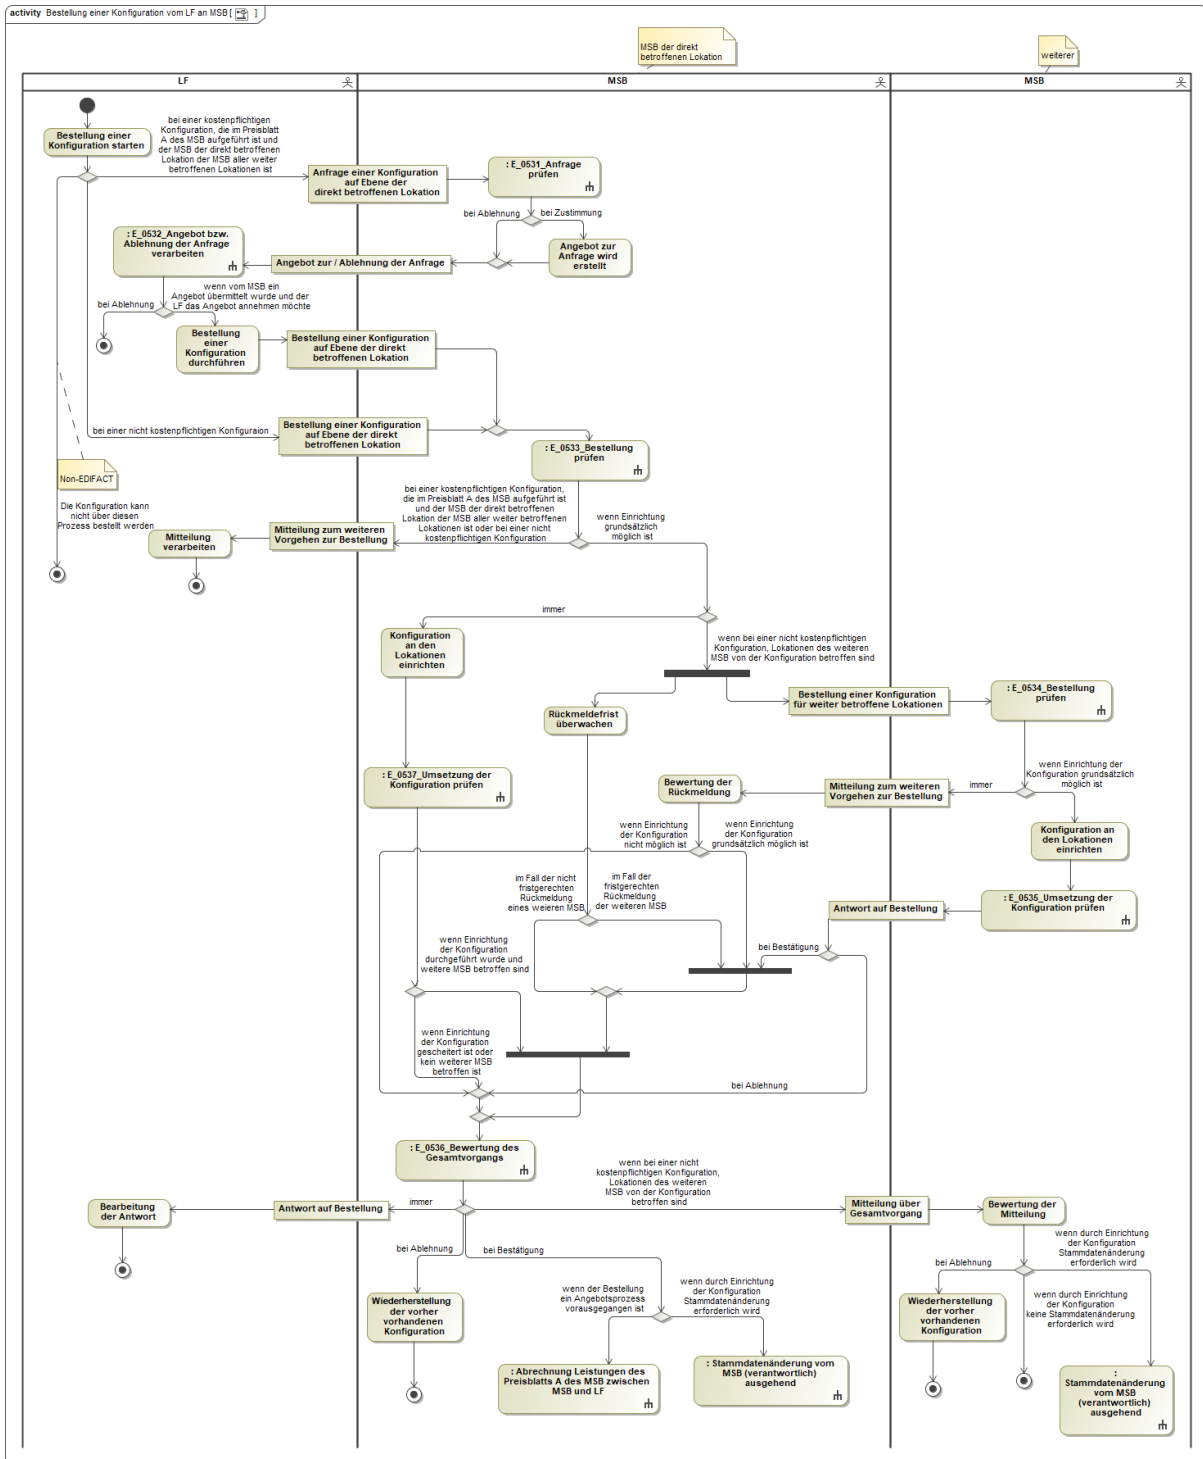 activity Bestellung einer Konfiguration vom LF an MSB [ ]
MSB der direkt
betroffenen Lokation
weiterer
LF
MSB
MSB
Bestellung einer
Konfiguration starten
bei einer kostenpflichtigen
Konfiguration, die im Preisblatt
A des MSB aufgeführt ist und
der MSB der direkt betroffenen
Lokation der MSB aller weiter
betroffenen Lokationen ist
Anfrage einer Konfiguration
auf Ebene der
direkt betroffenen Lokation
: E_0531_Anfrage
prüfen
bei Ablehnung
bei Zustimmung
Angebot zur
Anfrage wird
erstellt
Angebot zur / Ablehnung der Anfrage
: E_0532_Angebot bzw.
Ablehnung der Anfrage
verarbeiten
wenn vom MSB ein
Angebot übermittelt wurde und der
LF das Angebot annehmen möchte
bei Ablehnung
Bestellung
einer
Konfiguration
durchführen
Bestellung einer Konfiguration
auf Ebene der direkt
betroffenen Lokation
bei einer nicht kostenpflichtigen Konfiguraion
Bestellung einer Konfiguration
auf Ebene der direkt
betroffenen Lokation
: E_0533_Bestellung
prüfen
Non-EDIFACT
Die Konfiguration kann
nicht über diesen
Prozess bestellt werden
bei einer kostenpflichtigen Konfiguration,
die im Preisblatt A des MSB aufgeführt ist
und der MSB der direkt betroffenen
Lokation der MSB aller weiter betroffenen
Lokationen ist oder bei einer nicht
kostenpflichtigen Konfiguration
wenn Einrichtung
grundsätzlich
möglich ist
Mitteilung zum weiteren
Vorgehen zur Bestellung
Mitteilung
verarbeiten
immer
Konfiguration
an den
Lokationen
einrichten
wenn bei einer nicht kostenpflichtigen
Konfiguration, Lokationen des weiteren
MSB von der Konfiguration betroffen sind
Rückmeldefrist
überwachen
Bestellung einer Konfiguration
für weiter betroffene Lokationen
: E_0534_Bestellung
prüfen
: E_0537_Umsetzung der
Konfiguration prüfen
Bewertung der
Rückmeldung
Mitteilung zum weiteren
Vorgehen zur Bestellung
immer
wenn Einrichtung der
Konfiguration grundsätzlich
möglich ist
Konfiguration an
den Lokationen
einrichten
wenn Einrichtung
der Konfiguration
nicht möglich ist
wenn Einrichtung
der Konfiguration
grundsätzlich möglich ist
im Fall der nicht
fristgerechten
Rückmeldung
eines weieren MSB
im Fall der
fristgerechten
Rückmeldung
der weiteren MSB
Antwort auf Bestellung
: E_0535_Umsetzung der
Konfiguration prüfen
bei Bestätigung
wenn Einrichtung
der Konfiguration
durchgeführt wurde und
weitere MSB betroffen sind
wenn Einrichtung
der Konfiguration
gescheitert ist oder
kein weiterer MSB
betroffen ist
bei Ablehnung
: E_0536_Bewertung des
Gesamtvorgangs
wenn bei einer nicht
kostenpflichtigen Konfiguration,
Lokationen des weiteren
MSB von der Konfiguration
betroffen sind
Bearbeitung
der Antwort
Antwort auf Bestellung
immer
Mitteilung über
Gesamtvorgang
Bewertung der
Mitteilung
bei Ablehnung
bei Bestätigung
wenn durch Einrichtung
der Konfiguration
Stammdatenänderung
erforderlich wird
bei Ablehnung
wenn der Bestellung
ein Angebotsprozess
vorausgegangen ist
wenn durch Einrichtung
der Konfiguration
Stammdatenänderung
erforderlich wird
Wiederherstellung
der vorher
vorhandenen
Konfiguration
Wiederherstellung
der vorher
vorhandenen
Konfiguration
wenn durch Einrichtung
der Konfiguration
keine Stammdatenänderung
erforderlich wird
: Abrechnung Leistungen des
Preisblatts A des MSB zwischen
MSB und LF
: Stammdatenänderung vom
MSB (verantwortlich)
ausgehend
:
Stammdatenänderung
vom MSB
(verantwortlich)
ausgehend